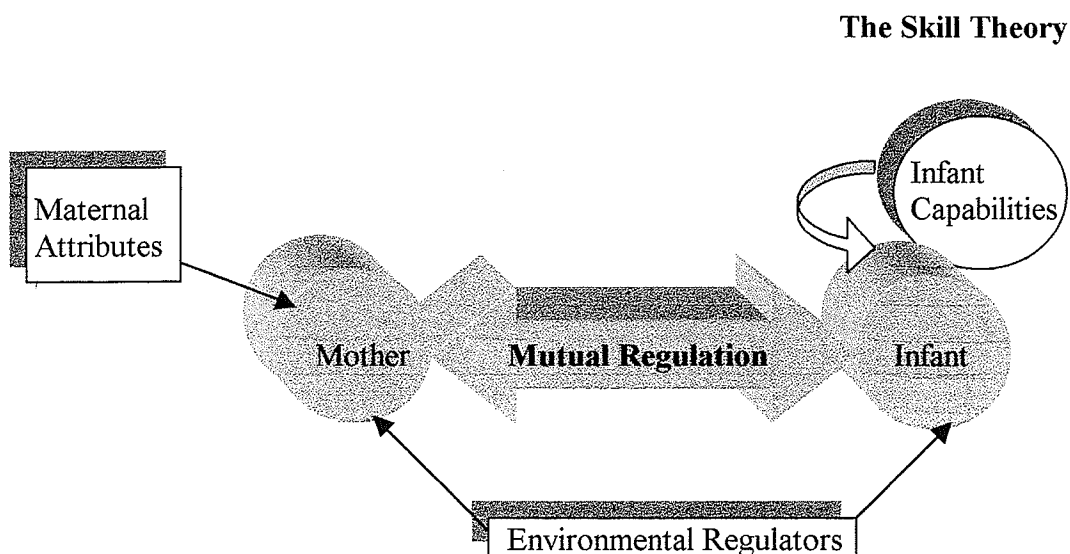 The Skill Theory
Infant
Capabilities
Maternal
Attributes
Mother
Mutual Regulation
Infant
Environmental Regulators